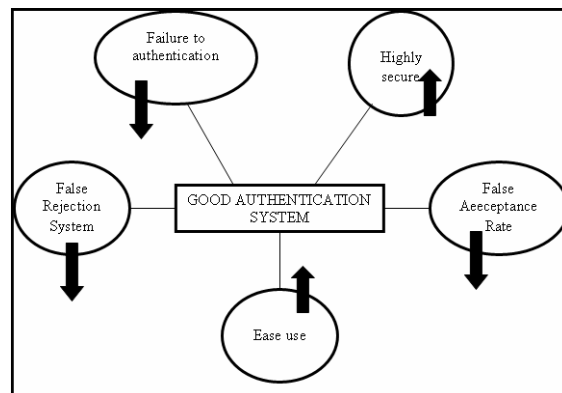 Failure to
authentication
Highly
secure
False
Rejection
System
GOOD AUTHENTICATION
SYSTEM
False
Aeeceptance
Rate
Ease use